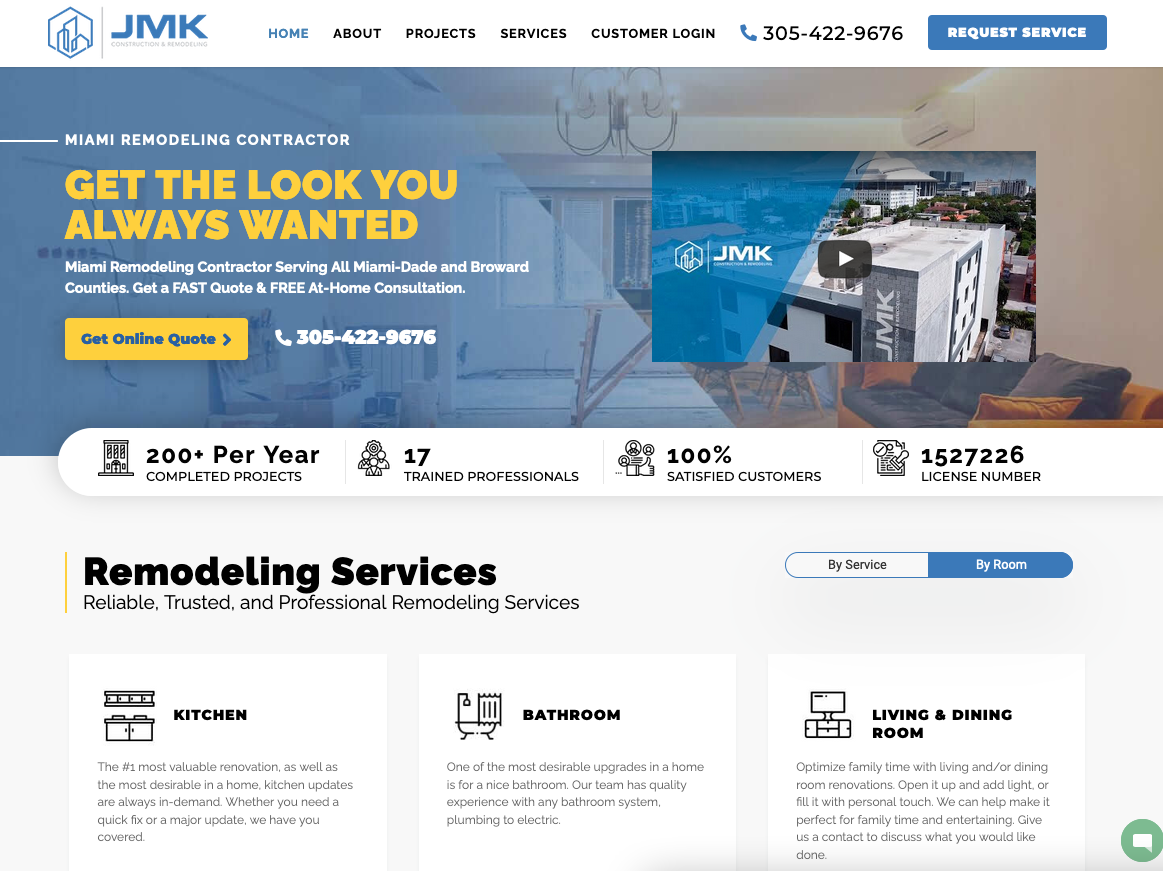 JMK
CONSTRUCTION & REMODELING
HOME
ABOUT
PROJECTS
SERVICES
CUSTOMER LOGIN
305-422-9676
REQUEST SERVICE
MIAMI REMODELING CONTRACTOR
GET THE LOOK YOU
ALWAYS WANTED
Miami Remodeling Contractor Serving All Miami-Dade and Broward
Counties. Get a FAST Quote & FREE At-Home Consultation.
Get Online Quote
305-422-9676
JMK
CONSTRUCTION & REMODELING
JMK
CONSTRUCTION & REMODELING
200+ Per Year
COMPLETED PROJECTS
17
TRAINED PROFESSIONALS
100%
SATISFIED CUSTOMERS
1527226
LICENSE NUMBER
Remodeling Services
Reliable, Trusted, and Professional Remodeling Services
By Service
By Room
KITCHEN
The #1 most valuable renovation, as well as
the most desirable in a home, kitchen updates
are always in-demand. Whether you need a
quick fix or a major update, we have you
covered.
BATHROOM
One of the most desirable upgrades in a home
is for a nice bathroom. Our team has quality
experience with any bathroom system,
plumbing to electric.
LIVING & DINING
ROOM
Optimize family time with living and/or dining
room renovations. Open it up and add light, or
fill it with personal touch. We can help make it
perfect for family time and entertaining. Give
us a contact to discuss what you would like
done.